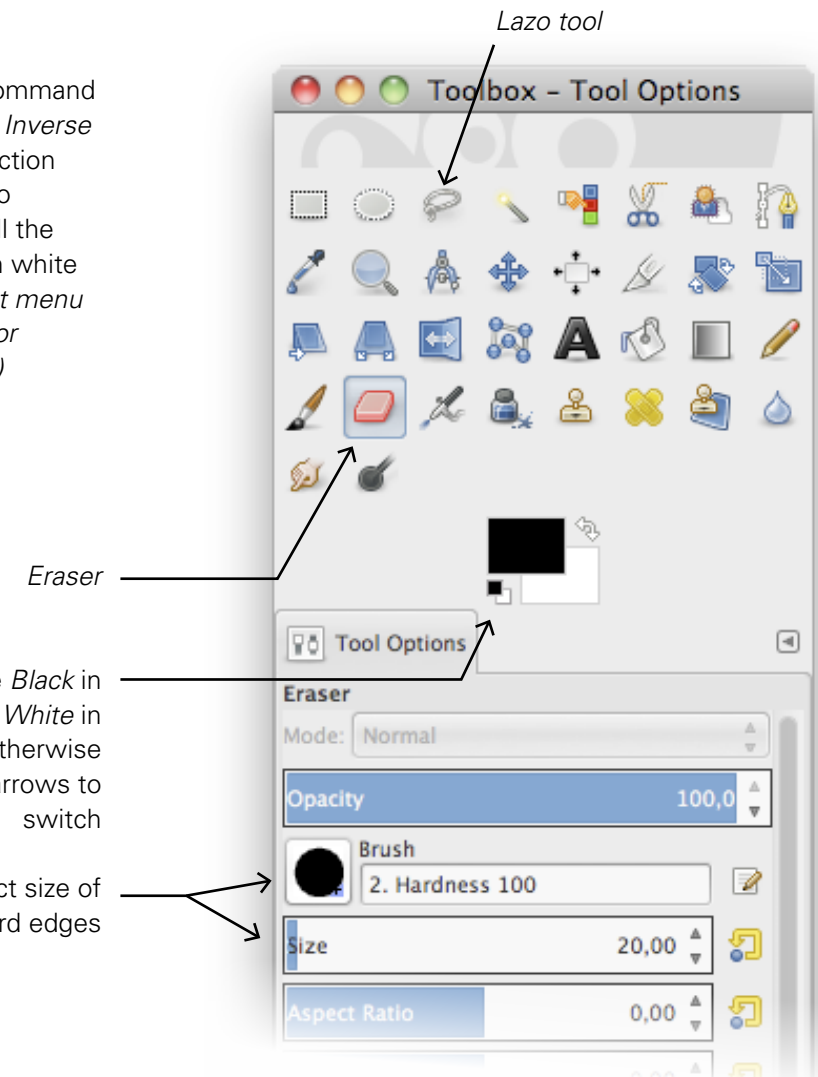 Lazo tool
ommand
Inverse
ction
o
l the
white
t menu
or
)
Toolbox – Tool Options
Eraser
Black in
White in
therwise
arrows to
switch
ct size of
rd edges
Tool Options
Eraser
Mode: Normal
Opacity 100,0
Brush
2. Hardness 100
Size 20,00
Aspect Ratio 0,00